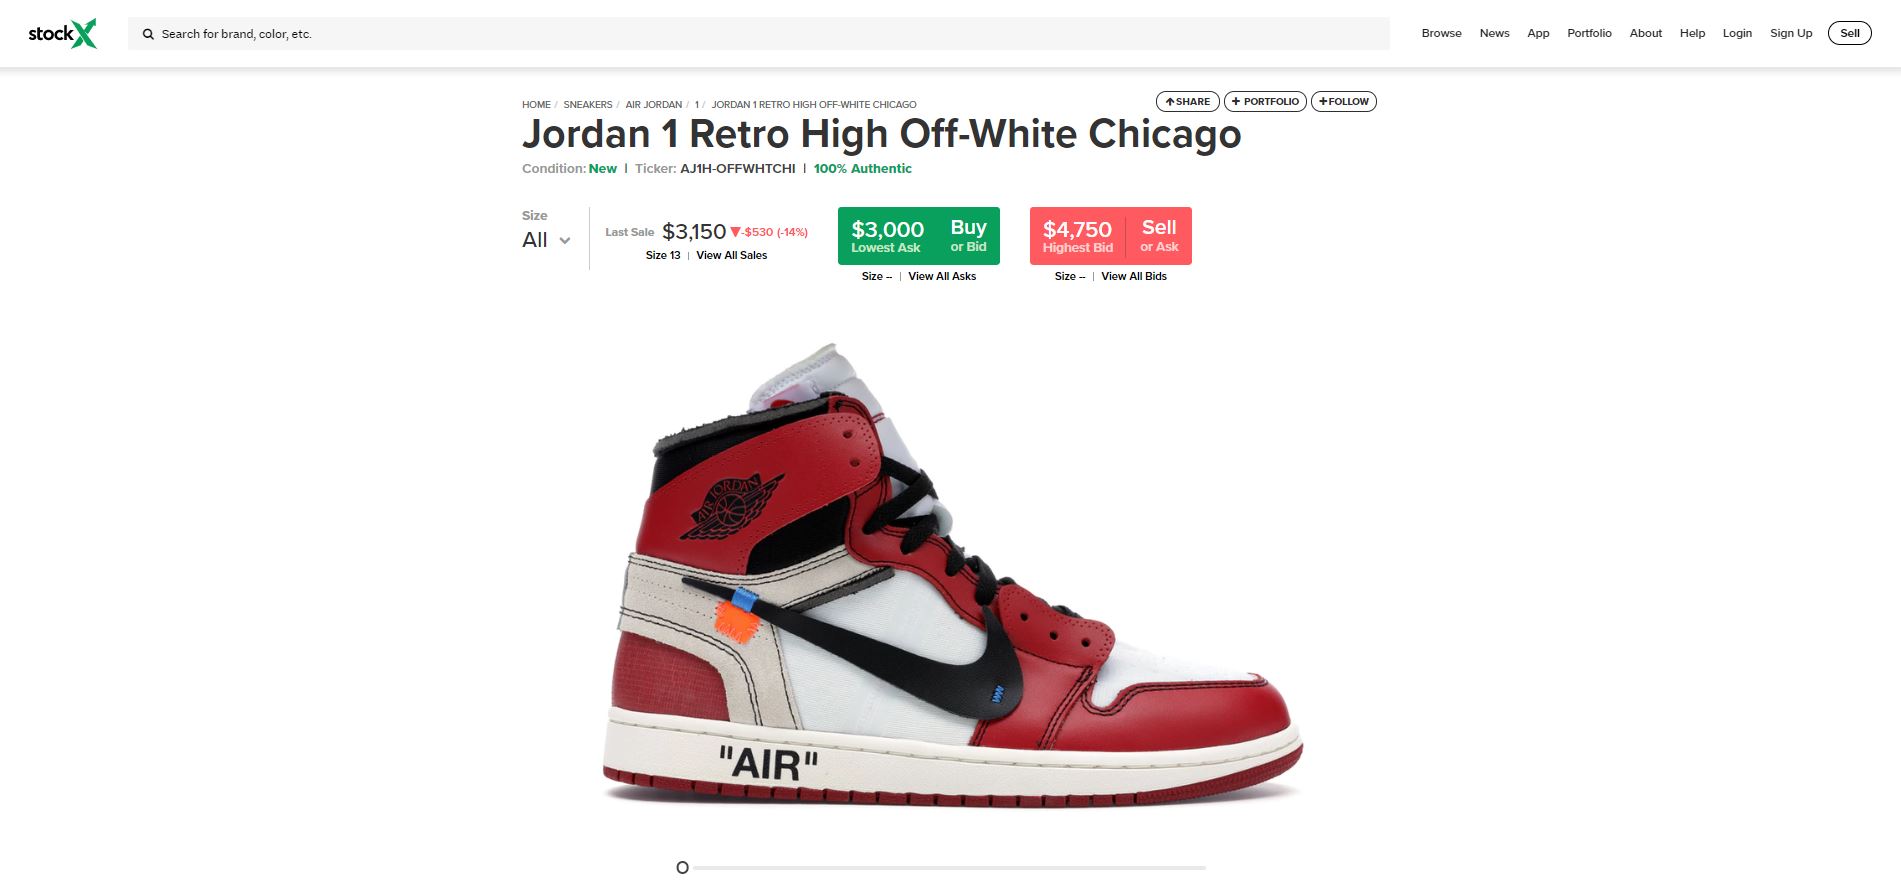 stockX
Search for brand, color, etc.
Browse News App Portfolio About Help Login Sign Up Sell
HOME / SNEAKERS / AIR JORDAN / 1 / JORDAN 1 RETRO HIGH OFF-WHITE CHICAGO
SHARE + PORTFOLIO +FOLLOW
Jordan 1 Retro High Off-White Chicago
Condition: New | Ticker: AJ1H-OFFWHTCHI | 100% Authentic
Size
All
Last Sale $3,150 ▼-$530 (-14%)
Size 13 | View All Sales
$3,000 Buy
Lowest Ask or Bid
Size -- | View All Asks
$4,750 Sell
Highest Bid or Ask
Size -- | View All Bids
AIR JORDAN
"AIR"